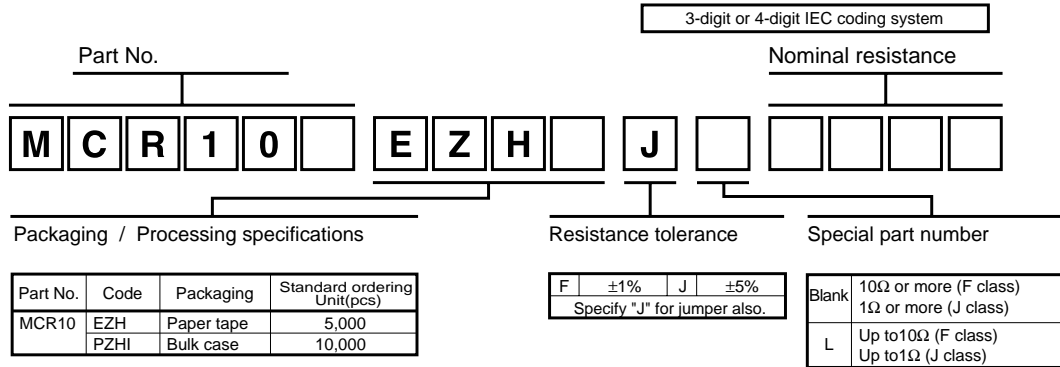 3-digit or 4-digit IEC coding system
Part No.
Nominal resistance
M C R 1 0 E Z H J
Packaging / Processing specifications
Resistance tolerance
Special part number
Part No. Code Packaging Standard ordering Unit(pcs)
MCR10 EZH Paper tape 5,000
PZHI Bulk case 10,000
F ±1% J ±5%
Specify "J" for jumper also.
Blank 10Ω or more (F class)
1Ω or more (J class)
L Up to10Ω (F class)
Up to1Ω (J class)